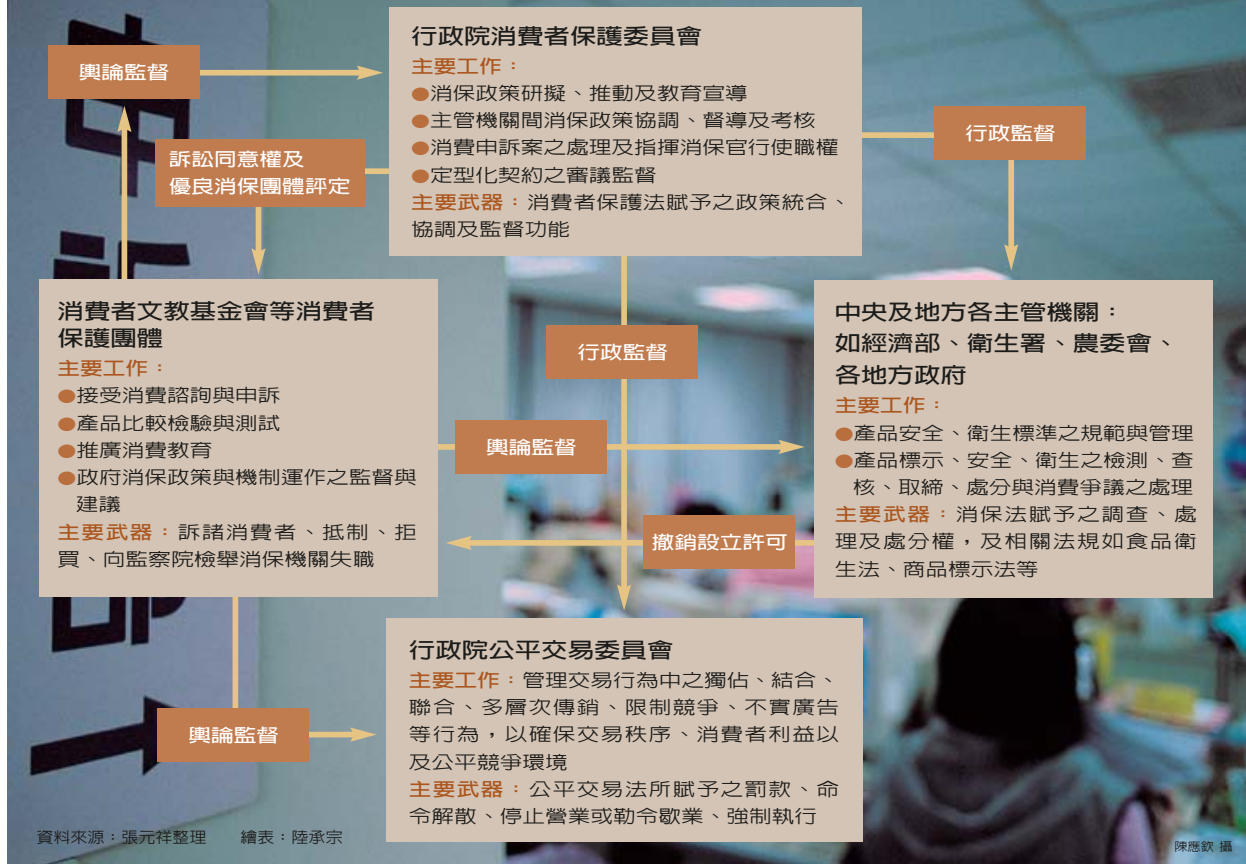 行政院消費者保護委員會
主要工作：
●消保政策研擬、推動及教育宣導
●主管機關間消保政策協調、督導及考核
●消費申訴案之處理及指揮消保官行使職權
●定型化契約之審議監督
主要武器：消費者保護法賦予之政策統合、
協調及監督功能
輿論監督
訴訟同意權及
優良消保團體評定
行政監督
消費者文教基金會等消費者
保護團體
主要工作：
●接受消費諮詢與申訴
●產品比較檢驗與測試
●推廣消費教育
●政府消保政策與機制運作之監督與
建議
主要武器：訴諸消費者、抵制、拒
買、向監察院檢舉消保機關失職
行政監督
輿論監督
撤銷設立許可
中央及地方各主管機關：
如經濟部、衛生署、農委會、
各地方政府
主要工作：
●產品安全、衛生標準之規範與管理
●產品標示、安全、衛生之檢測、查
核、取締、處分與消費爭議之處理
主要武器：消保法賦予之調查、處
理及處分權，及相關法規如食品衛
生法、商品標示法等
輿論監督
行政院公平交易委員會
主要工作：管理交易行為中之獨佔、結合、
聯合、多層次傳銷、限制競爭、不實廣告
等行為，以確保交易秩序、消費者利益以
及公平競爭環境
主要武器：公平交易法所賦予之罰款、命
令解散、停止營業或勒令歇業、強制執行
資料來源：張元祥整理　繪表：陸承宗
陳應欽 攝